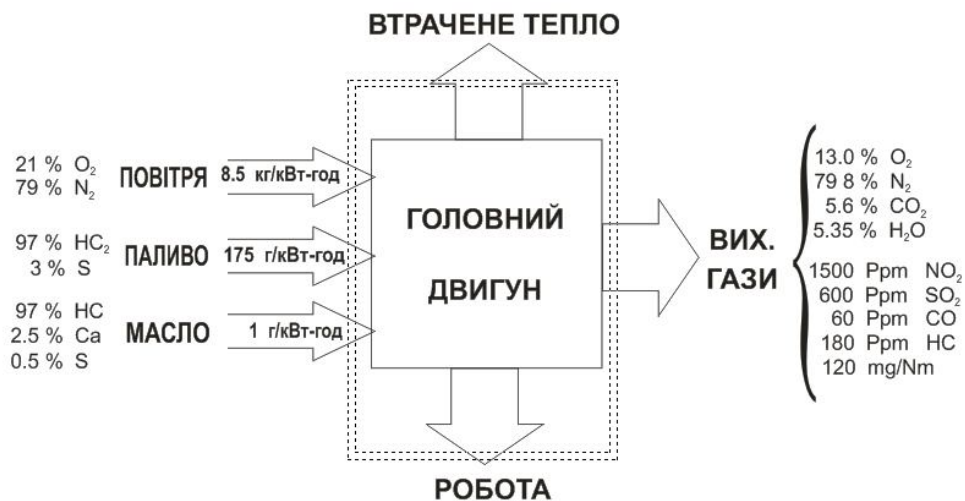 ВТРАЧЕНЕ ТЕПЛО
21 % O₂
79 % N₂
ПОВІТРЯ
8.5 кг/кВт-год
97 % HC₂
3 % S
ПАЛИВО
175 г/кВт-год
97 % HC
2.5 % Ca
0.5 % S
МАСЛО
1 г/кВт-год
ГОЛОВНИЙ
ДВИГУН
ВИХ.
ГАЗИ
13.0 % O₂
79 8 % N₂
5.6 % CO₂
5.35 % H₂O
1500 Ppm NO₂
600 Ppm SO₂
60 Ppm CO
180 Ppm HC
120 mg/Nm
РОБОТА